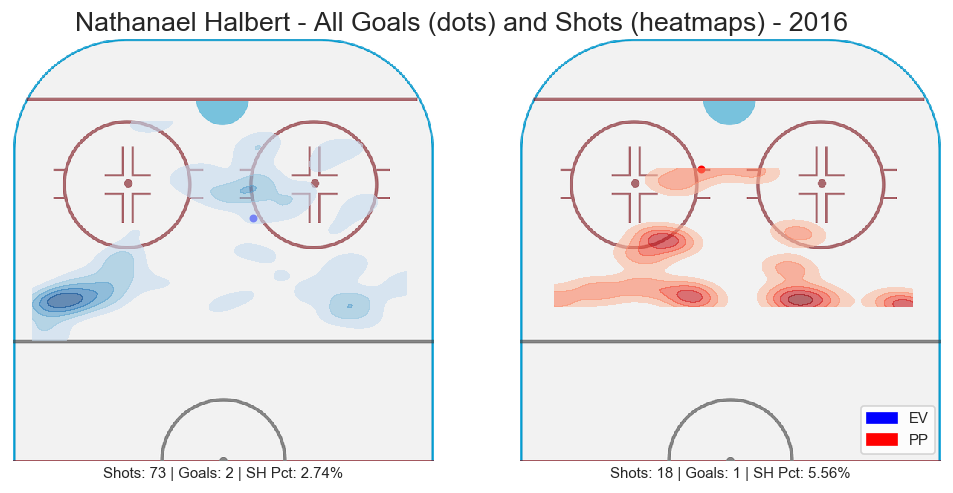 Nathanael Halbert - All Goals (dots) and Shots (heatmaps) - 2016
EV
PP
Shots: 73 | Goals: 2 | SH Pct: 2.74%
Shots: 18 | Goals: 1 | SH Pct: 5.56%